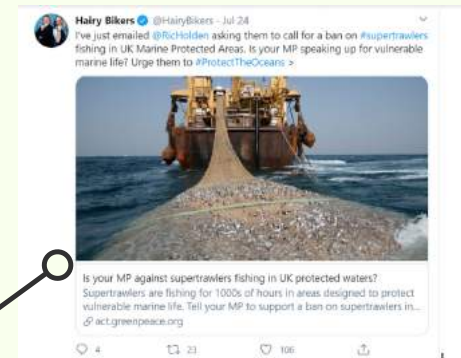 Hairy Bikers @HairyBikers · Jul 24
I've just emailed @RicHolden asking them to call for a ban on #supertrawlers
fishing in UK Marine Protected Areas. Is your MP speaking up for vulnerable
marine life? Urge them to #ProtectTheOceans >
Is your MP against supertrawlers fishing in UK protected waters?
Supertrawlers are fishing for 1000s of hours in areas designed to protect
vulnerable marine life. Tell your MP to support a ban on supertrawlers in...
act.greenpeace.org
4 23 106